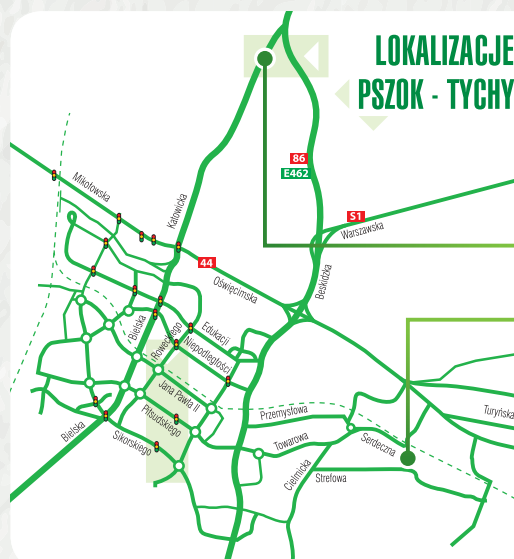 LOKALIZACJE
PSZOK - TYCHY
86
E462
Mikołowska
Katowicka
S1
Warszawska
44
Oświęcimska
Beskidzka
Bielska
Roweckiego
Edukacji
Niepodległości
Jana Pawła II
Piłsudskiego
Bielska
Sikorskiego
Przemysłowa
Towarowa
Serdeczna
Turyńska
Cielmicka
Strefowa